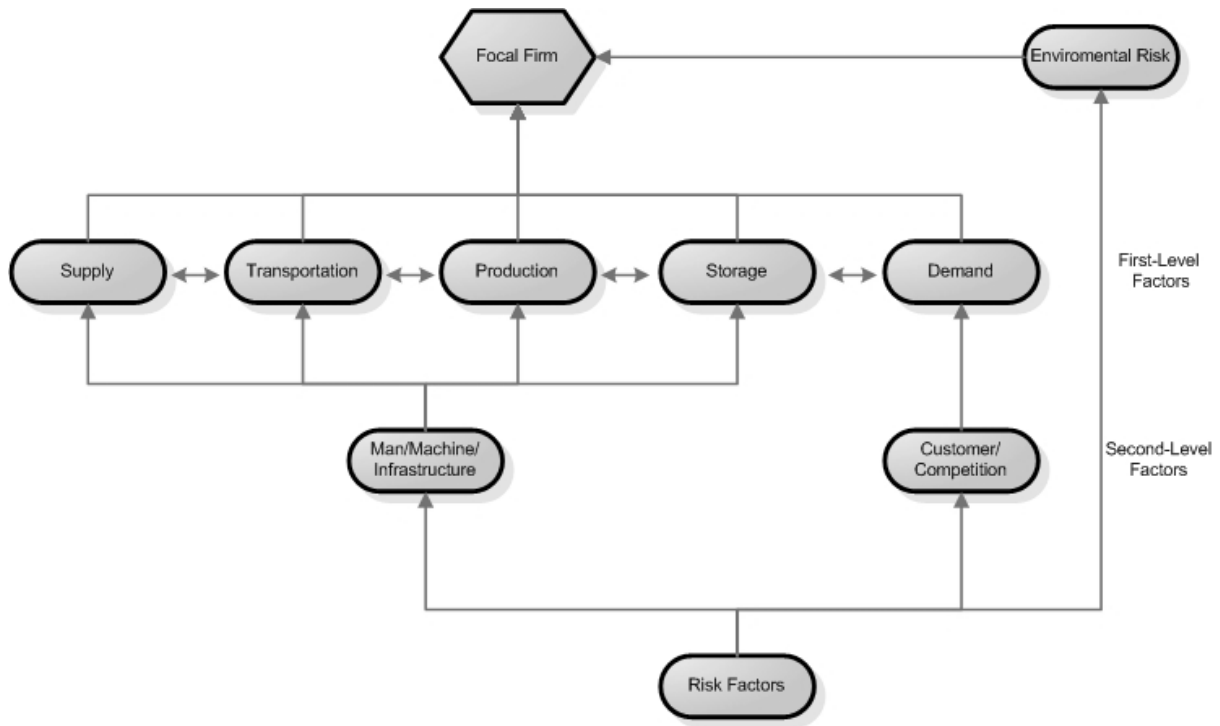 Focal Firm
Enviromental Risk
Supply
Transportation
Production
Storage
Demand
First-Level
Factors
Man/Machine/
Infrastructure
Customer/
Competition
Second-Level
Factors
Risk Factors